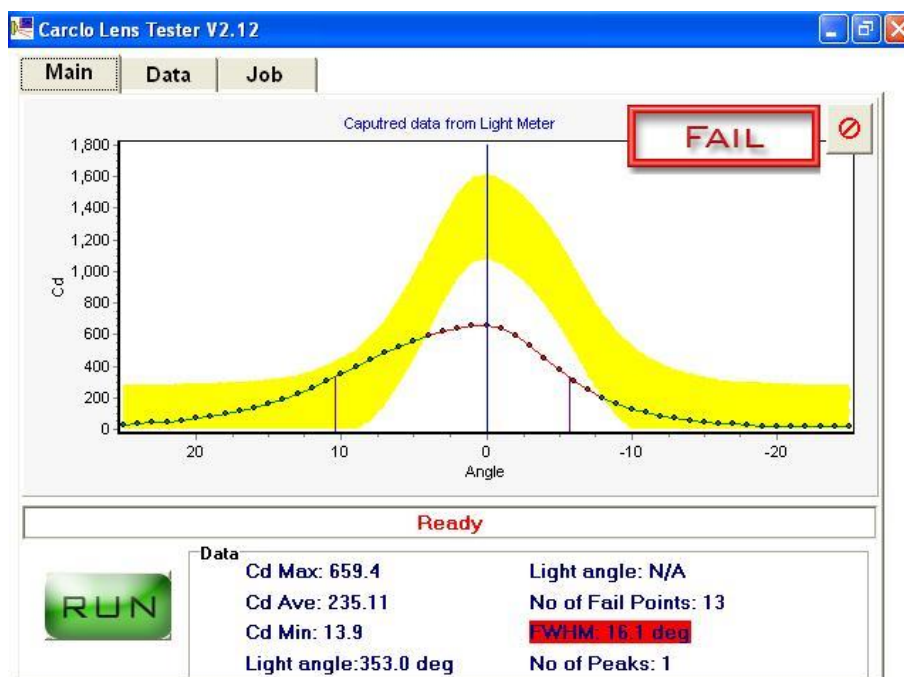 Carclo Lens Tester V2.12
Main Data Job
Caputred data from Light Meter
FAIL
1,800
1,600
1,400
1,200
1,000
800
600
400
200
0
Cd
20 10 0 -10 -20
Angle
Ready
RUN
Data
Cd Max: 659.4
Cd Ave: 235.11
Cd Min: 13.9
Light angle:353.0 deg
Light angle: N/A
No of Fail Points: 13
FWHM: 16.1 deg
No of Peaks: 1